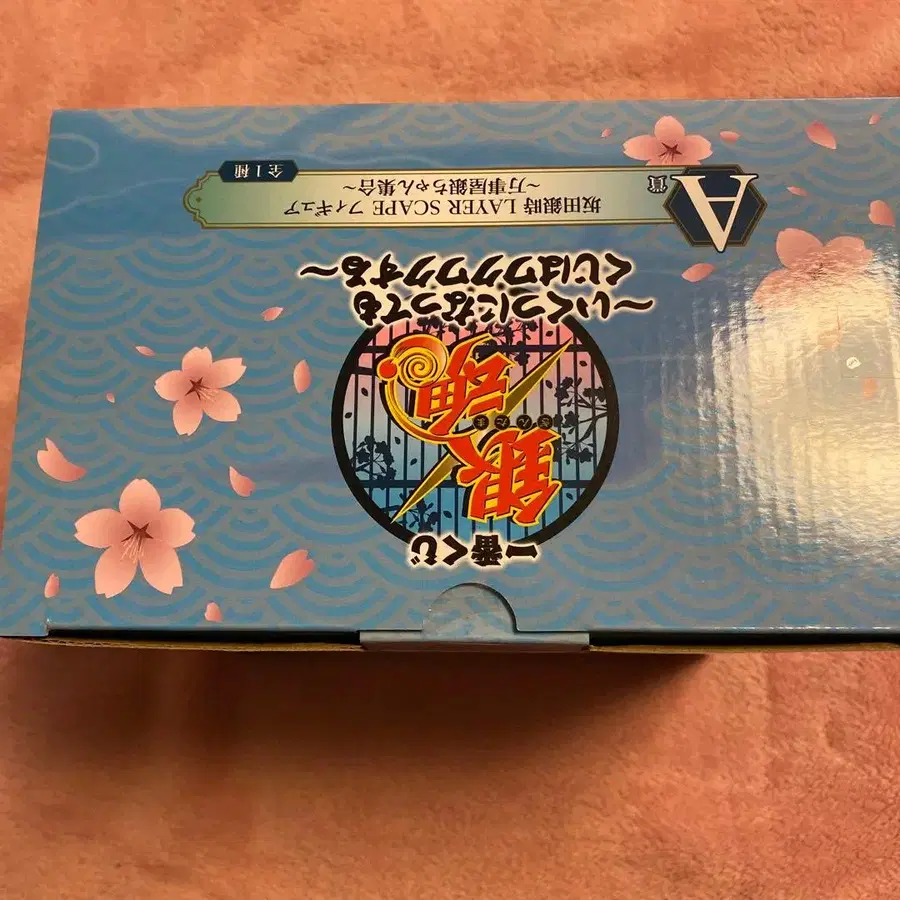 一番くじ
銀魂
ぎんたま
～いくつになっても
くじはワクワクする～
A
賞
坂田銀時 LAYER SCAPE フィギュア
～万事屋銀ちゃん集合～
全1種